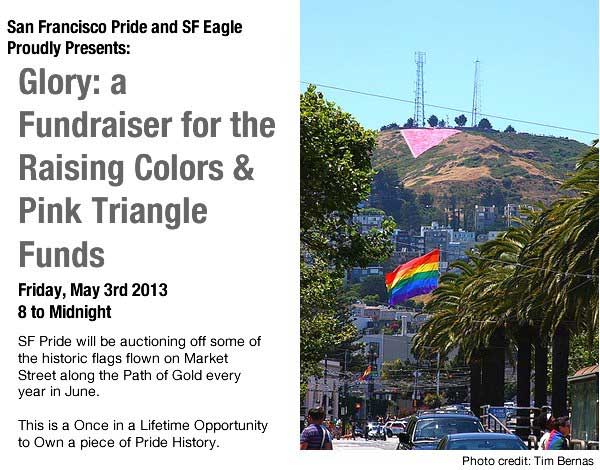 San Francisco Pride and SF Eagle
Proudly Presents:
Glory: a
Fundraiser for the
Raising Colors &
Pink Triangle
Funds
Friday, May 3rd 2013
8 to Midnight
SF Pride will be auctioning off some of
the historic flags flown on Market
Street along the Path of Gold every
year in June.
This is a Once in a Lifetime Opportunity
to Own a piece of Pride History.
Photo credit: Tim Bernas